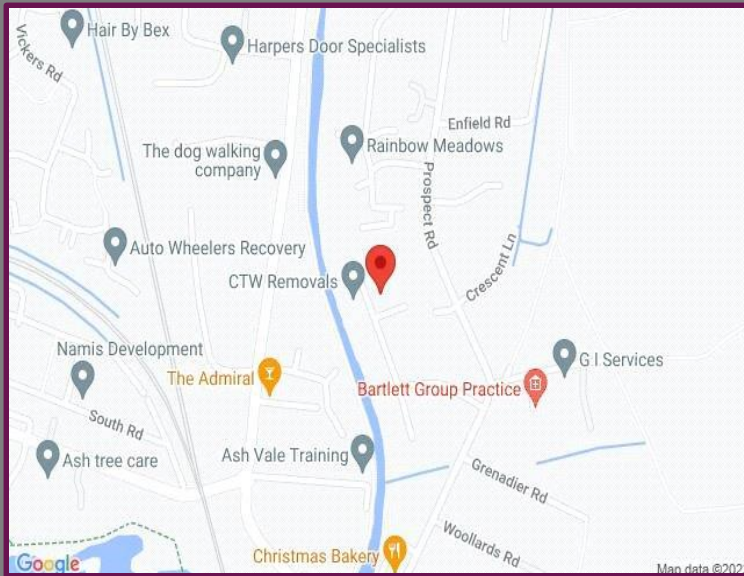 Hair By Bex
Vickers Rd
Harpers Door Specialists
Enfield Rd
The dog walking
company
Rainbow Meadows
Prospect Rd
Auto Wheelers Recovery
CTW Removals
Crescent Ln
Namis Development
The Admiral
G I Services
Bartlett Group Practice
South Rd
Ash tree care
Ash Vale Training
Grenadier Rd
Woollards Rd
Christmas Bakery
Google
Map data